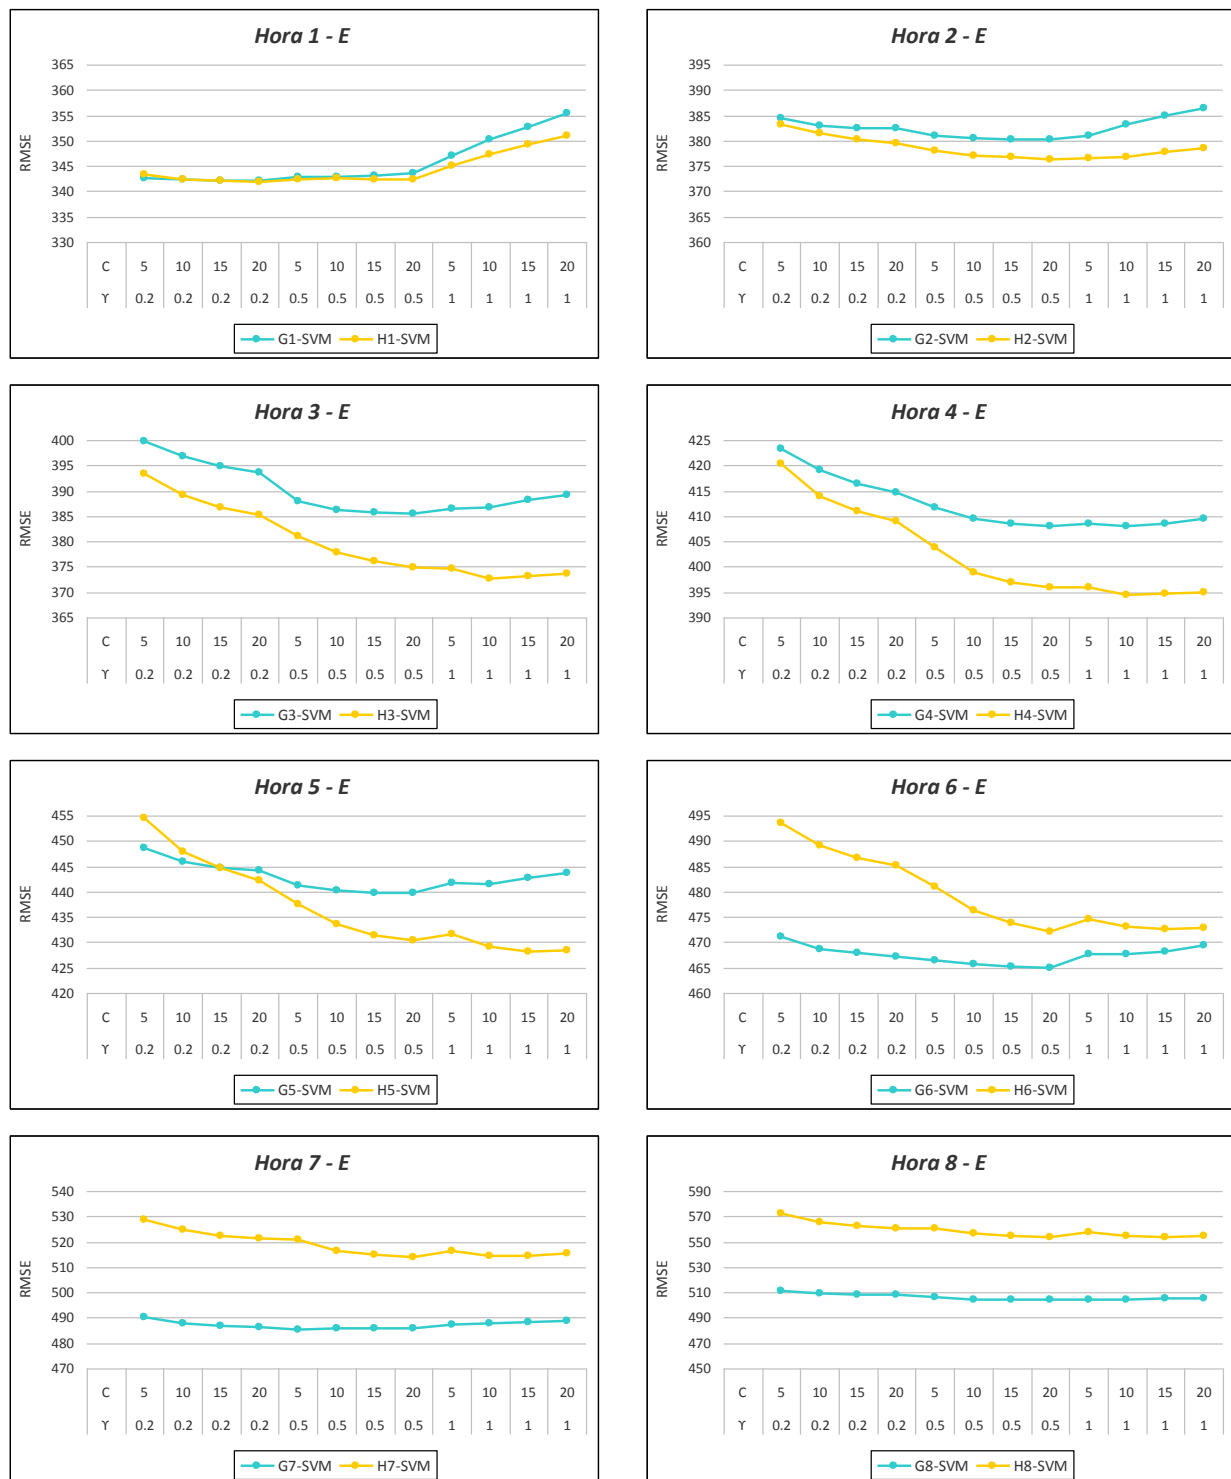 Hora 1 - E
365
360
355
350
345
340
335
330
RMSE
C 5 10 15 20 5 10 15 20 5 10 15 20
ϒ 0.2 0.2 0.2 0.2 0.5 0.5 0.5 0.5 1 1 1 1
G1-SVM H1-SVM
Hora 2 - E
395
390
385
380
375
370
365
360
RMSE
C 5 10 15 20 5 10 15 20 5 10 15 20
ϒ 0.2 0.2 0.2 0.2 0.5 0.5 0.5 0.5 1 1 1 1
G2-SVM H2-SVM
Hora 3 - E
400
395
390
385
380
375
370
365
RMSE
C 5 10 15 20 5 10 15 20 5 10 15 20
ϒ 0.2 0.2 0.2 0.2 0.5 0.5 0.5 0.5 1 1 1 1
G3-SVM H3-SVM
Hora 4 - E
425
420
415
410
405
400
395
390
RMSE
C 5 10 15 20 5 10 15 20 5 10 15 20
ϒ 0.2 0.2 0.2 0.2 0.5 0.5 0.5 0.5 1 1 1 1
G4-SVM H4-SVM
Hora 5 - E
455
450
445
440
435
430
425
420
RMSE
C 5 10 15 20 5 10 15 20 5 10 15 20
ϒ 0.2 0.2 0.2 0.2 0.5 0.5 0.5 0.5 1 1 1 1
G5-SVM H5-SVM
Hora 6 - E
495
490
485
480
475
470
465
460
RMSE
C 5 10 15 20 5 10 15 20 5 10 15 20
ϒ 0.2 0.2 0.2 0.2 0.5 0.5 0.5 0.5 1 1 1 1
G6-SVM H6-SVM
Hora 7 - E
540
530
520
510
500
490
480
470
RMSE
C 5 10 15 20 5 10 15 20 5 10 15 20
ϒ 0.2 0.2 0.2 0.2 0.5 0.5 0.5 0.5 1 1 1 1
G7-SVM H7-SVM
Hora 8 - E
590
570
550
530
510
490
470
450
RMSE
C 5 10 15 20 5 10 15 20 5 10 15 20
ϒ 0.2 0.2 0.2 0.2 0.5 0.5 0.5 0.5 1 1 1 1
G8-SVM H8-SVM